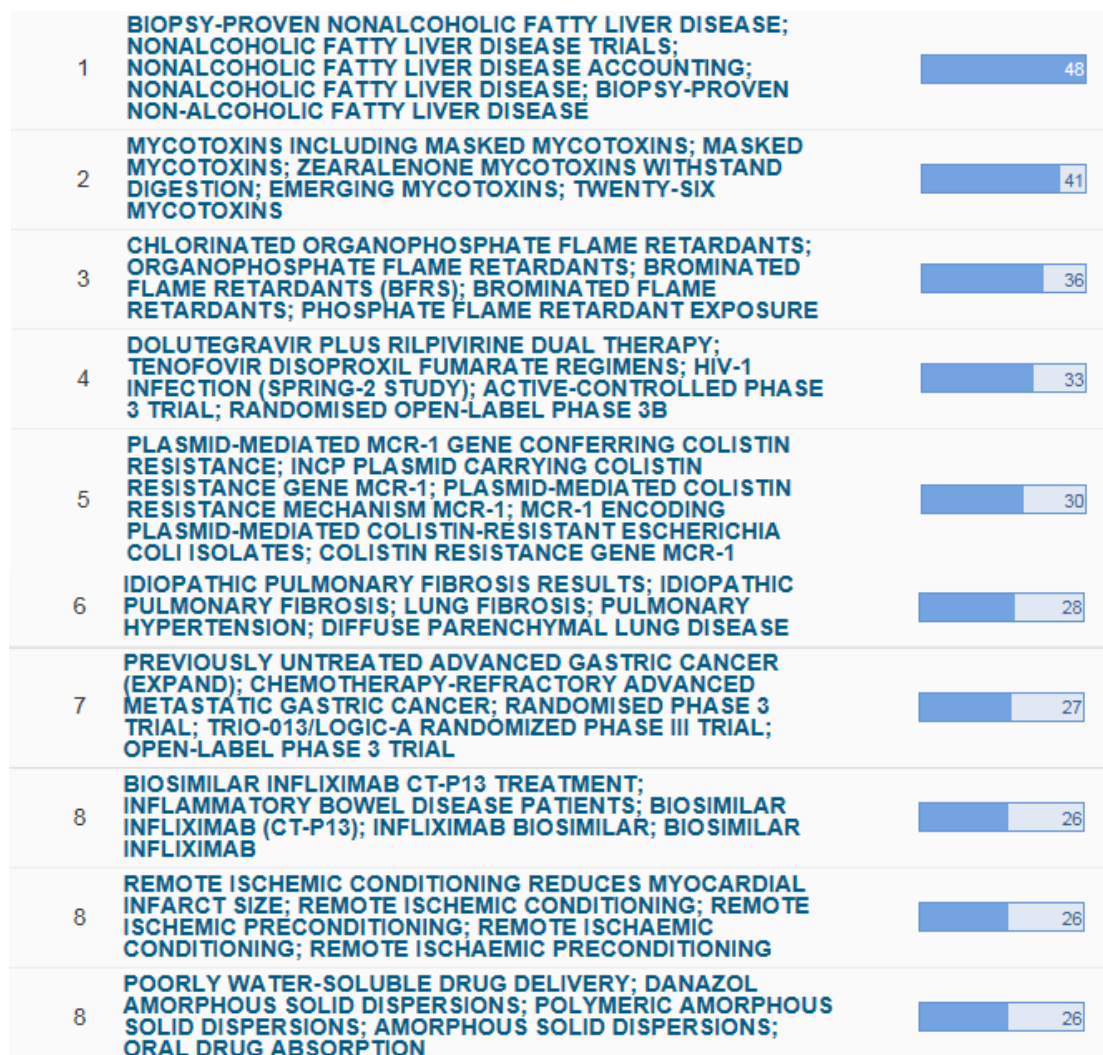 BIOPSY-PROVEN NONALCOHOLIC FATTY LIVER DISEASE;
NONALCOHOLIC FATTY LIVER DISEASE TRIALS;
1 NONALCOHOLIC FATTY LIVER DISEASE ACCOUNTING; 48
NONALCOHOLIC FATTY LIVER DISEASE; BIOPSY-PROVEN
NON-ALCOHOLIC FATTY LIVER DISEASE
MYCOTOXINS INCLUDING MASKED MYCOTOXINS; MASKED
MYCOTOXINS; ZEARALENONE MYCOTOXINS WITHSTAND
2 DIGESTION; EMERGING MYCOTOXINS; TWENTY-SIX 41
MYCOTOXINS
CHLORINATED ORGANOPHOSPHATE FLAME RETARDANTS;
ORGANOPHOSPHATE FLAME RETARDANTS; BROMINATED
3 FLAME RETARDANTS (BFRS); BROMINATED FLAME 36
RETARDANTS; PHOSPHATE FLAME RETARDANT EXPOSURE
DOLUTEGRAVIR PLUS RILPIVIRINE DUAL THERAPY;
TENOFOVIR DISOPROXIL FUMARATE REGIMENS; HIV-1
4 INFECTION (SPRING-2 STUDY); ACTIVE-CONTROLLED PHASE 33
3 TRIAL; RANDOMISED OPEN-LABEL PHASE 3B
PLASMID-MEDIATED MCR-1 GENE CONFERRING COLISTIN
RESISTANCE; INCP PLASMID CARRYING COLISTIN
5 RESISTANCE GENE MCR-1; PLASMID-MEDIATED COLISTIN 30
RESISTANCE MECHANISM MCR-1; MCR-1 ENCODING
PLASMID-MEDIATED COLISTIN-RESISTANT ESCHERICHIA
COLI ISOLATES; COLISTIN RESISTANCE GENE MCR-1
IDIOPATHIC PULMONARY FIBROSIS RESULTS; IDIOPATHIC
6 PULMONARY FIBROSIS; LUNG FIBROSIS; PULMONARY 28
HYPERTENSION; DIFFUSE PARENCHYMAL LUNG DISEASE
PREVIOUSLY UNTREATED ADVANCED GASTRIC CANCER
(EXPAND); CHEMOTHERAPY-REFRACTORY ADVANCED
7 METASTATIC GASTRIC CANCER; RANDOMISED PHASE 3 27
TRIAL; TRIO-013/LOGIC-A RANDOMIZED PHASE III TRIAL;
OPEN-LABEL PHASE 3 TRIAL
BIOSIMILAR INFLIXIMAB CT-P13 TREATMENT;
INFLAMMATORY BOWEL DISEASE PATIENTS; BIOSIMILAR
8 INFLIXIMAB (CT-P13); INFLIXIMAB BIOSIMILAR; BIOSIMILAR 26
INFLIXIMAB
REMOTE ISCHEMIC CONDITIONING REDUCES MYOCARDIAL
INFARCT SIZE; REMOTE ISCHEMIC CONDITIONING; REMOTE
8 ISCHEMIC PRECONDITIONING; REMOTE ISCHAEMIC 26
CONDITIONING; REMOTE ISCHAEMIC PRECONDITIONING
POORLY WATER-SOLUBLE DRUG DELIVERY; DANAZOL
AMORPHOUS SOLID DISPERSIONS; POLYMERIC AMORPHOUS
8 SOLID DISPERSIONS; AMORPHOUS SOLID DISPERSIONS; 26
ORAL DRUG ABSORPTION